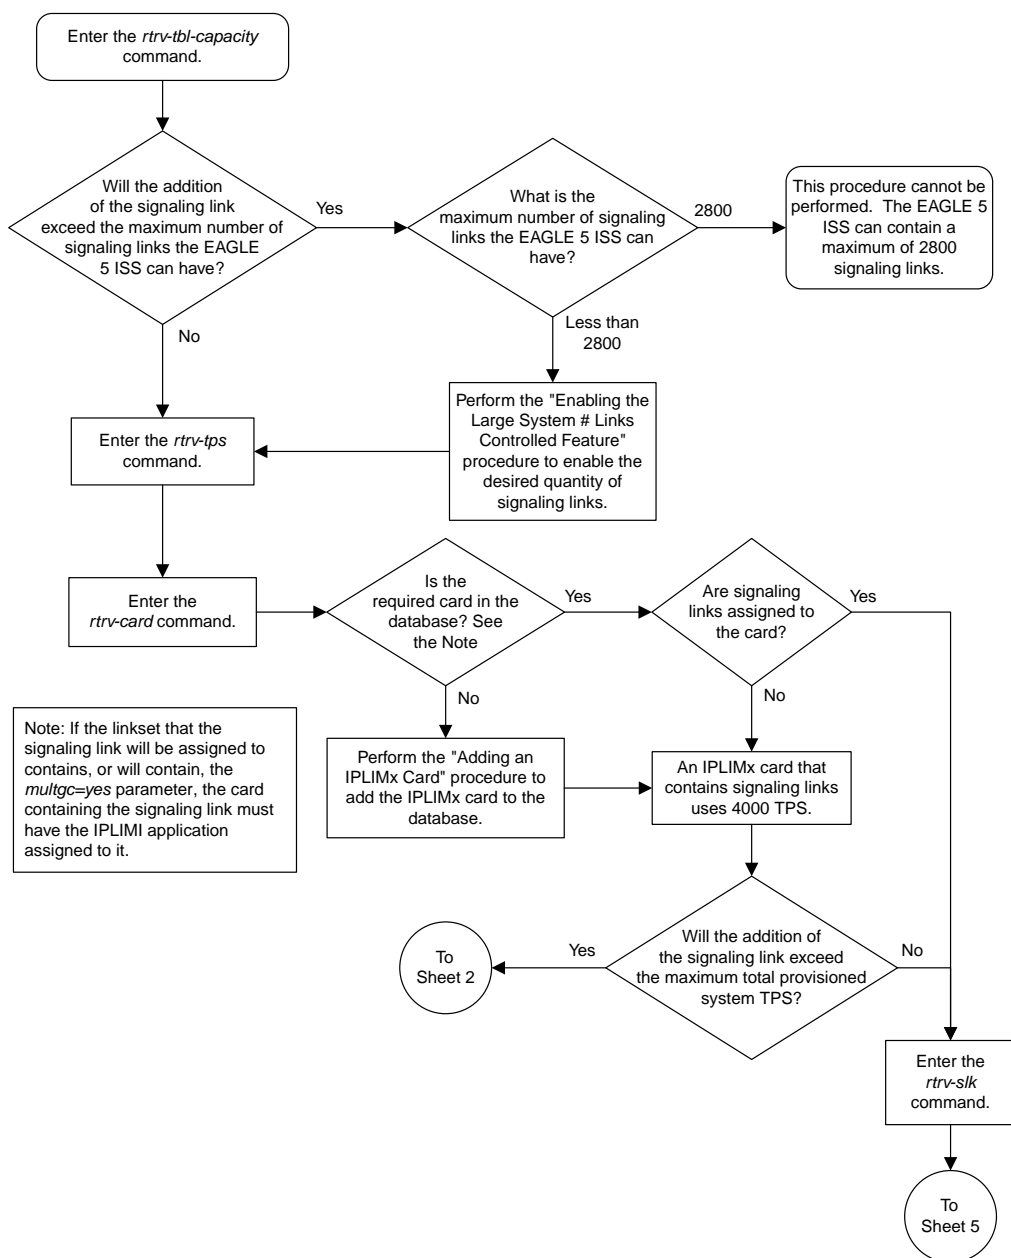 Enter the rtrv-tbl-capacity
command.
Will the addition
of the signaling link
exceed the maximum number of
signaling links the EAGLE
5 ISS can have?
Yes
What is the
maximum number of signaling
links the EAGLE 5 ISS can
have?
2800
This procedure cannot be
performed.  The EAGLE 5
ISS can contain a
maximum of 2800
signaling links.
No
Less than
2800
Enter the rtrv-tps
command.
Perform the "Enabling the
Large System # Links
Controlled Feature"
procedure to enable the
desired quantity of
signaling links.
Enter the
rtrv-card command.
Is the
required card in the
database? See
the Note
Yes
Are signaling
links assigned to
the card?
Yes
No
No
Note: If the linkset that the
signaling link will be assigned to
contains, or will contain, the
multgc=yes parameter, the card
containing the signaling link must
have the IPLIMI application
assigned to it.
Perform the "Adding an
IPLIMx Card" procedure to
add the IPLIMx card to the
database.
An IPLIMx card that
contains signaling links
uses 4000 TPS.
To
Sheet 2
Yes
Will the addition of
the signaling link exceed
the maximum total provisioned
system TPS?
No
Enter the
rtrv-slk
command.
To
Sheet 5